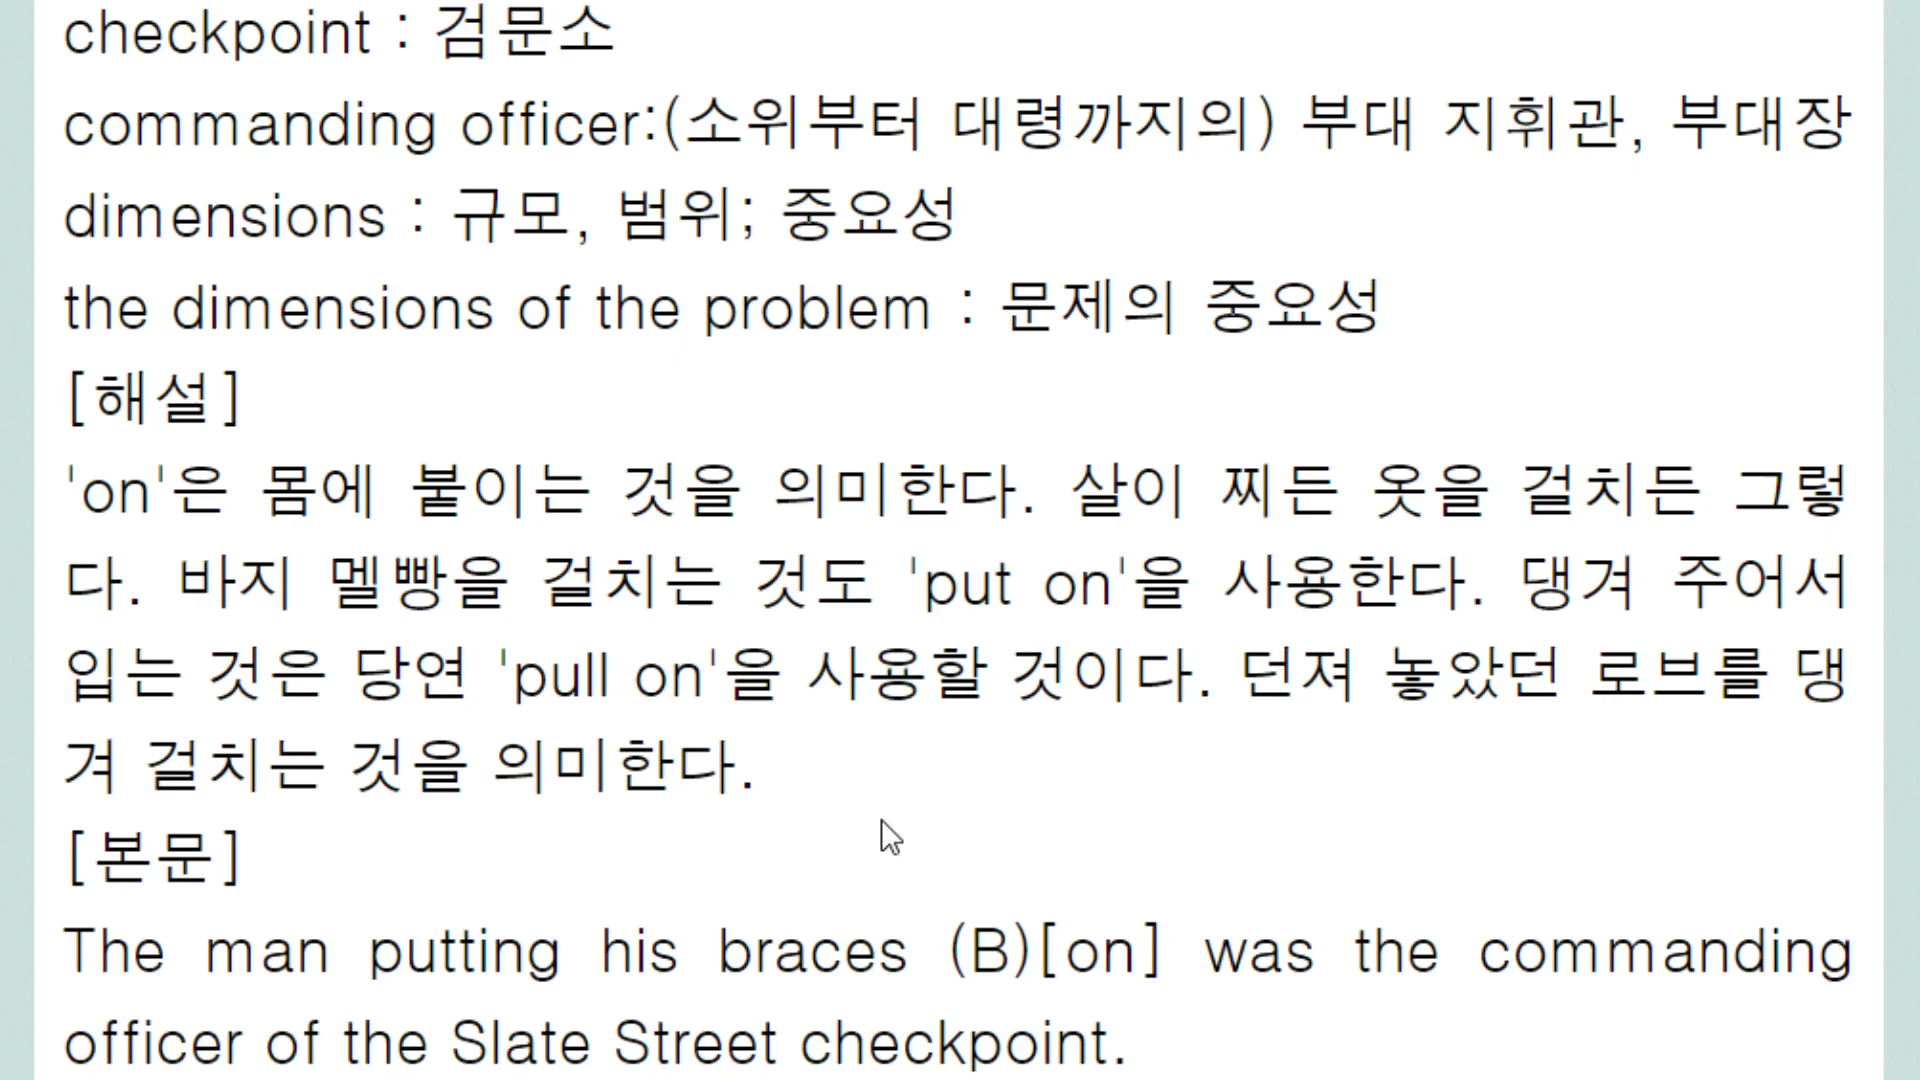 checkpoint : 검문소
commanding officer:(소위부터 대령까지의) 부대 지휘관, 부대장
dimensions : 규모, 범위; 중요성
the dimensions of the problem : 문제의 중요성
[해설]
'on'은 몸에 붙이는 것을 의미한다. 살이 찌든 옷을 걸치든 그렇
다. 바지 멜빵을 걸치는 것도 'put on'을 사용한다. 댕겨 주어서
입는 것은 당연 'pull on'을 사용할 것이다. 던져 놓았던 로브를 댕
겨 걸치는 것을 의미한다.
[본문]
The man putting his braces (B)[on] was the commanding
officer of the Slate Street checkpoint.